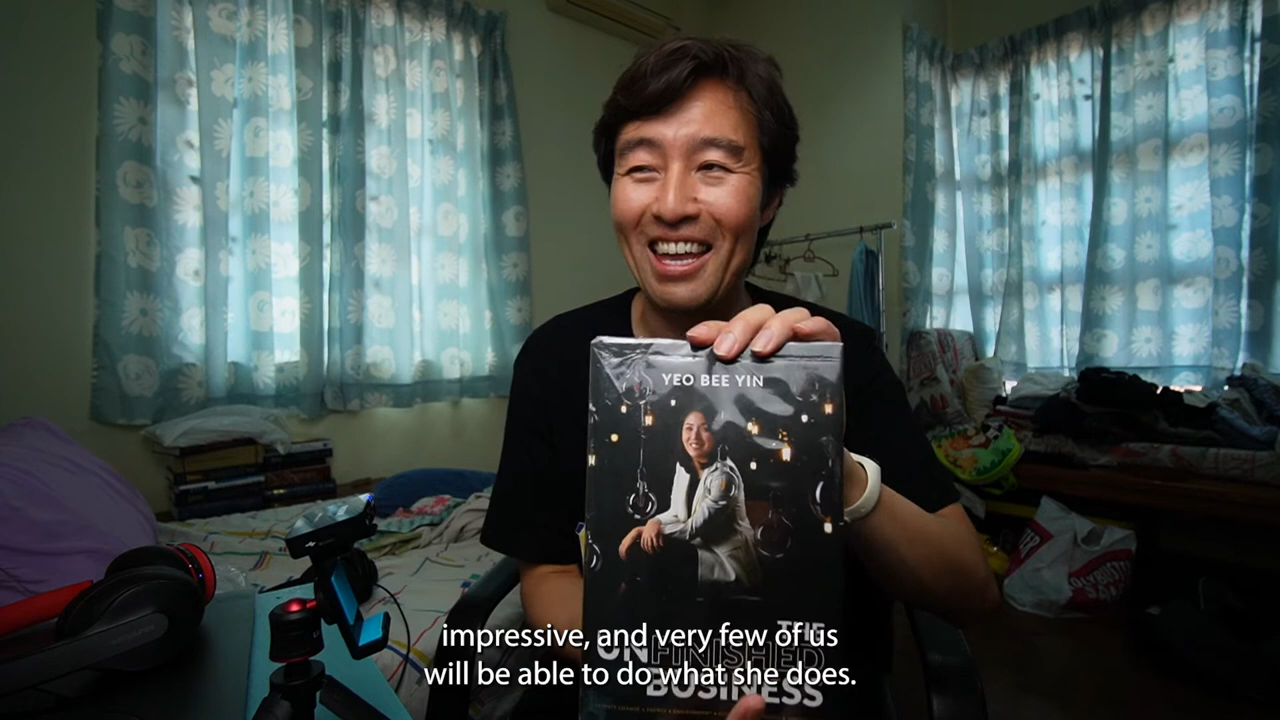 YEO BEE YIN
THE
UNFINISHED
BUSINESS
impressive, and very few of us
will be able to do what she does.